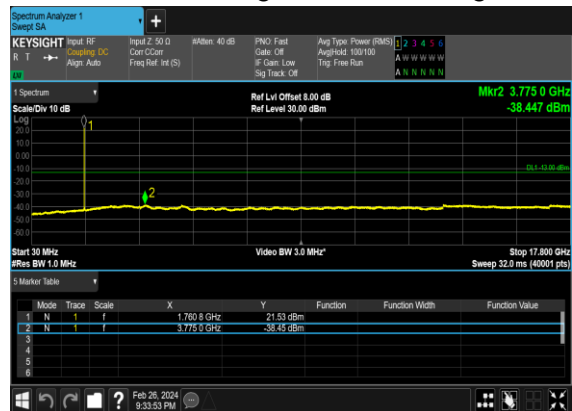 Spectrum Analyzer 1
Swept SA
+
KEYSIGHT Input: RF Input Z: 50 Ω #Atten: 40 dB PNO: Fast Avg Type: Power (RMS) 1 2 3 4 5 6
R T Coupling: DC Corr CCorr Gate: Off Avg|Hold: 100/100 A W W W W W
Align: Auto Freq Ref: Int (S) IF Gain: Low Trig: Free Run
Sig Track: Off A N N N N N
1 Spectrum Ref Lvl Offset 8.00 dB Mkr2 3.775 0 GHz
Scale/Div 10 dB Ref Level 30.00 dBm -38.447 dBm
Log
1
20.0
10.0
0.00
-10.0
DL1 -13.00 dBm
-20.0
-30.0
2
-40.0
-50.0
-60.0
Start 30 MHz Video BW 3.0 MHz* Stop 17.800 GHz
#Res BW 1.0 MHz Sweep 32.0 ms (40001 pts)
5 Marker Table
Mode Trace Scale X Y Function Function Width Function Value
1 N 1 f 1.760 8 GHz 21.53 dBm
2 N 1 f 3.775 0 GHz -38.45 dBm
3
4
5
6
? Feb 26, 2024
9:33:53 PM